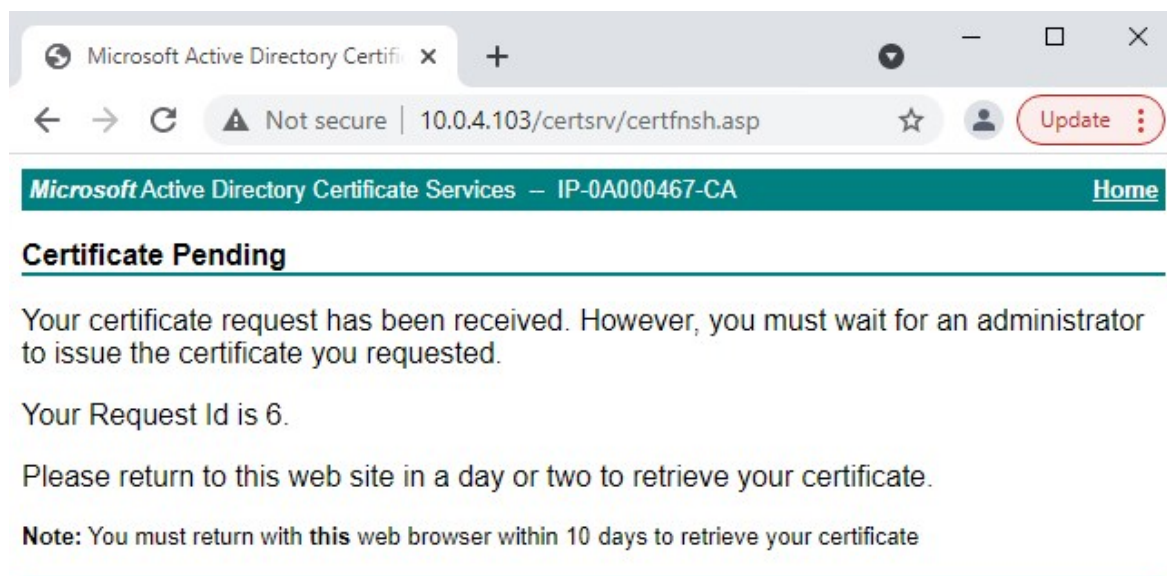 Microsoft Active Directory Certifi
Not secure | 10.0.4.103/certsrv/certfnsh.asp
Update
Microsoft Active Directory Certificate Services -- IP-0A000467-CA
Home
Certificate Pending
Your certificate request has been received. However, you must wait for an administrator
to issue the certificate you requested.
Your Request Id is 6.
Please return to this web site in a day or two to retrieve your certificate.
Note: You must return with this web browser within 10 days to retrieve your certificate